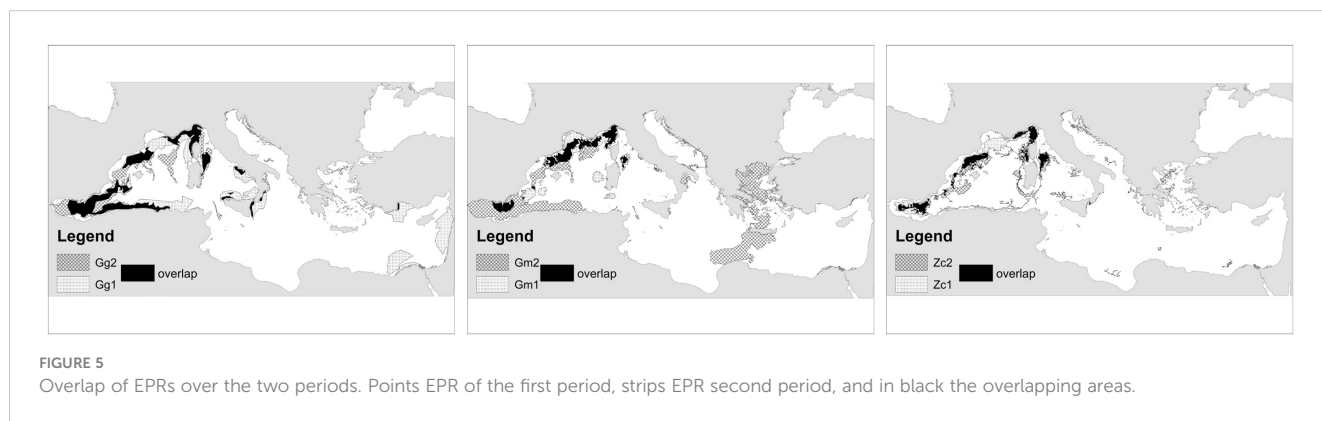 Legend
Gg2
Gg1
overlap
Legend
Gm2
Gm1
overlap
Legend
Zc2
Zc1
overlap
FIGURE 5
Overlap of EPRs over the two periods. Points EPR of the first period, strips EPR second period, and in black the overlapping areas.